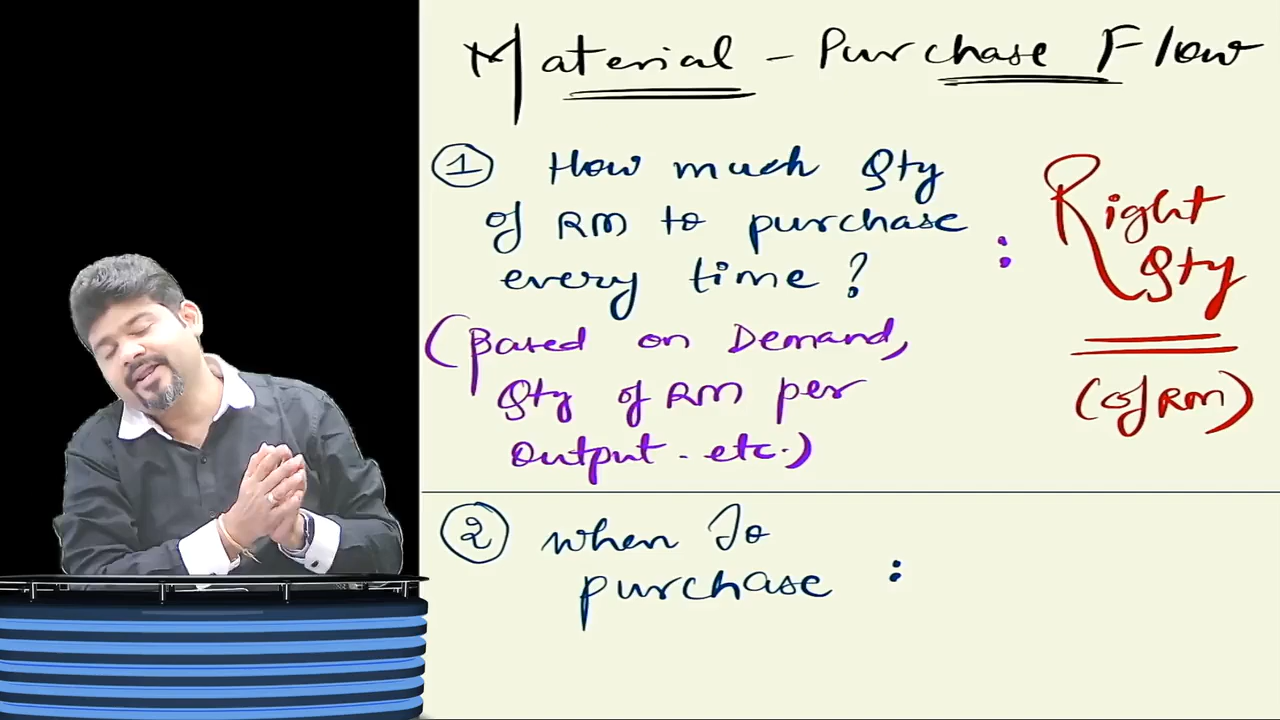 Material - Purchase Flow
① How much Qty
of RM to purchase
every time? :
Right
Qty
(of RM)
(Based on Demand,
Qty of RM per
Output. etc.)
② When To
purchase :